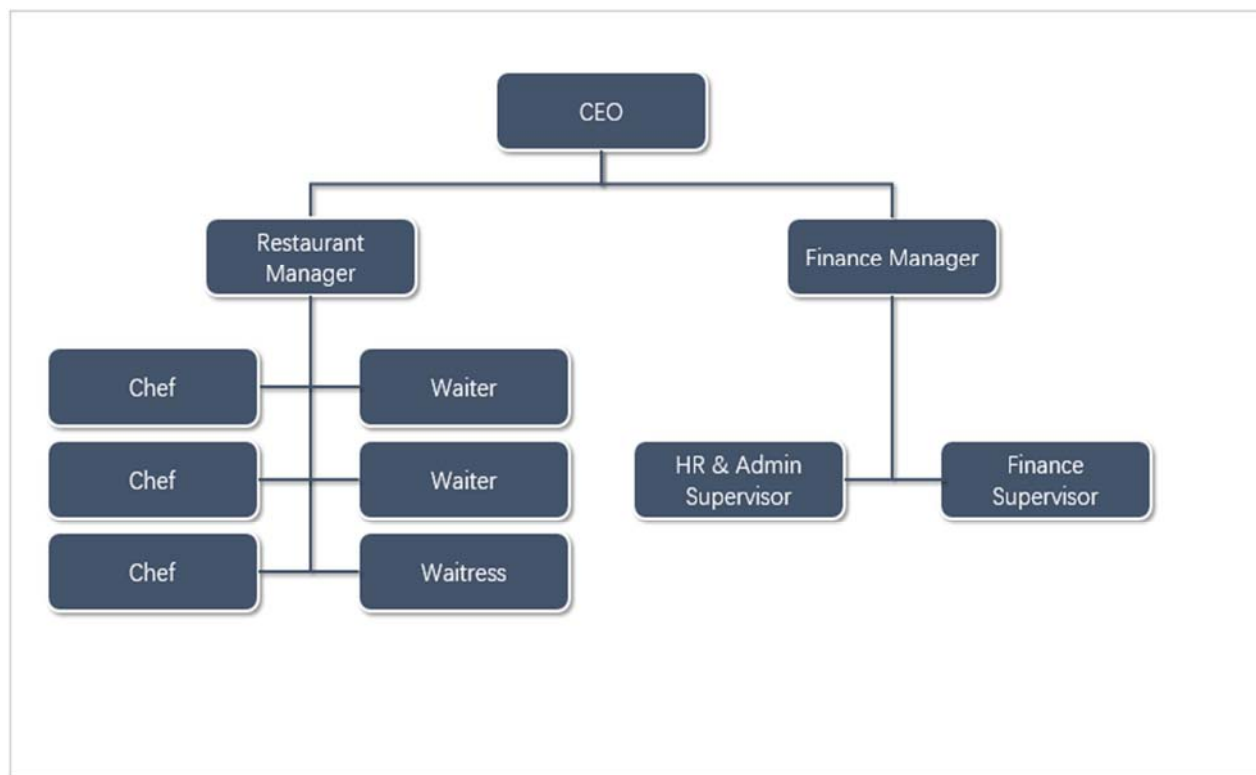 CEO
Restaurant
Manager
Finance Manager
Chef
Waiter
Chef
Waiter
HR & Admin
Supervisor
Finance
Supervisor
Chef
Waitress